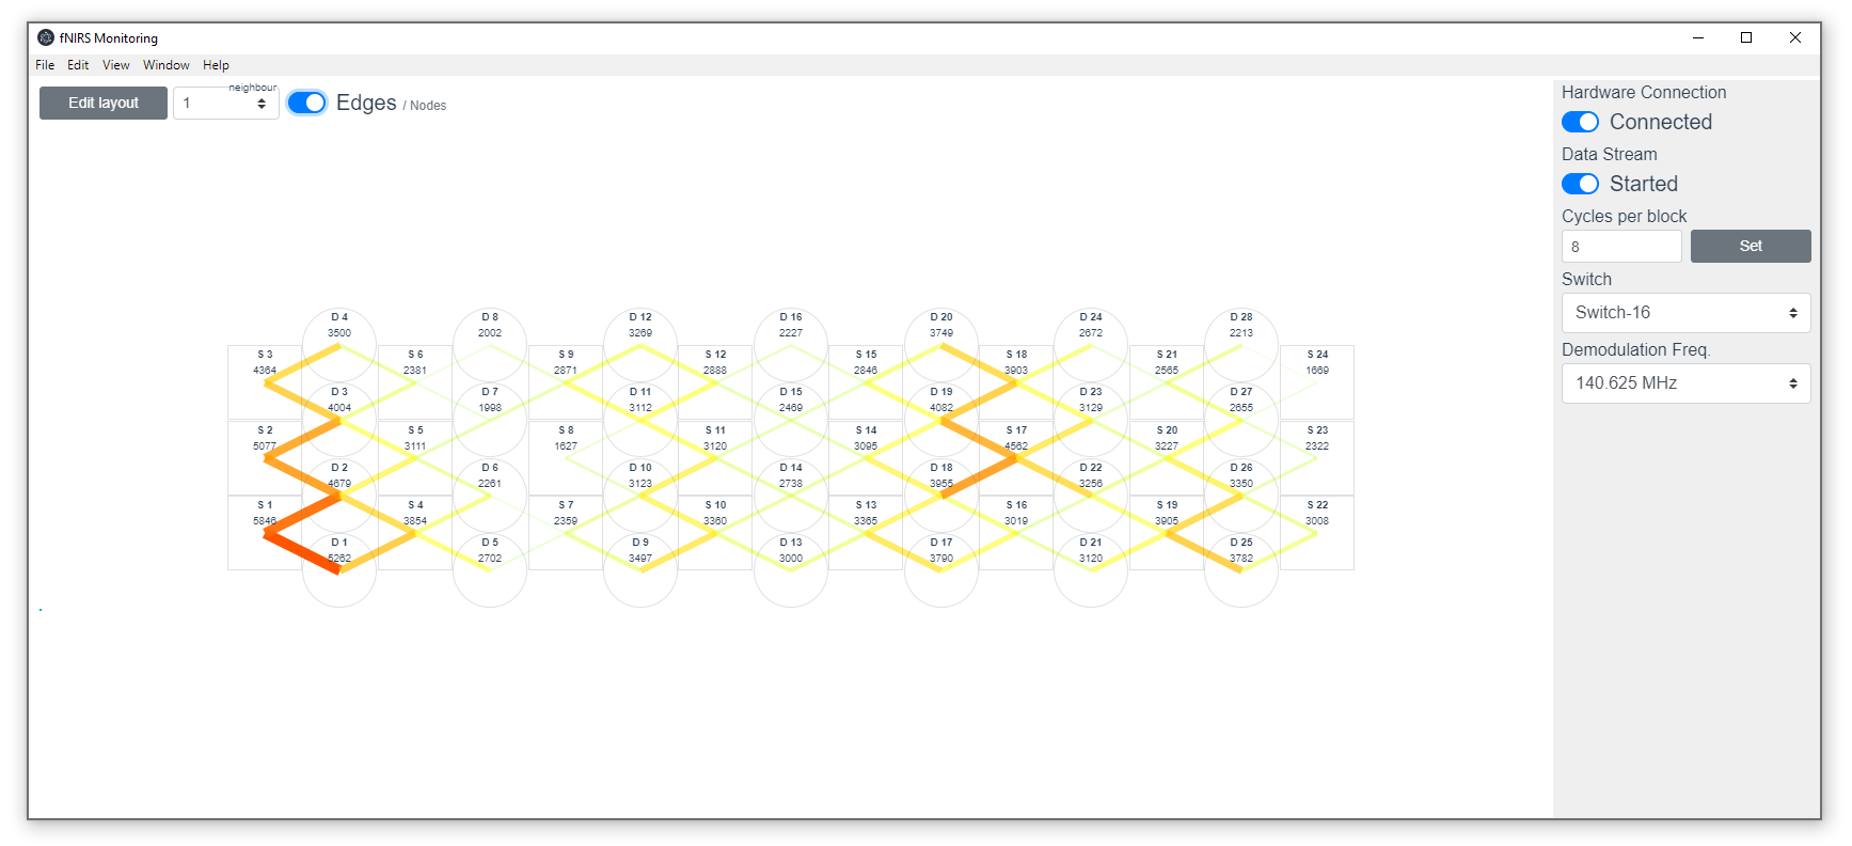 fNIRS Monitoring
File Edit View Window Help
Edit layout
neighbour
1
Edges / Nodes
Hardware Connection
Connected
Data Stream
Started
Cycles per block
8 Set
Switch
Switch-16
Demodulation Freq.
140.625 MHz
D 4 D 8 D 12 D 16 D 20 D 24 D 28
3500 2002 3269 2227 3749 2672 2213
S 3 S 6 S 9 S 12 S 15 S 18 S 21 S 24
4364 2381 2871 2888 2846 3903 2565 1669
D 3 D 7 D 11 D 15 D 19 D 23 D 27
4004 1998 3112 2469 4082 3129 2655
S 2 S 5 S 8 S 11 S 14 S 17 S 20 S 23
5077 3111 1627 3120 3095 4562 3227 2322
D 2 D 6 D 10 D 14 D 18 D 22 D 26
4679 2261 3123 2738 3955 3256 3350
S 1 S 4 S 7 S 10 S 13 S 16 S 19 S 22
5846 3854 2359 3360 3365 3019 3905 3008
D 1 D 5 D 9 D 13 D 17 D 21 D 25
5262 2702 3497 3000 3790 3120 3782